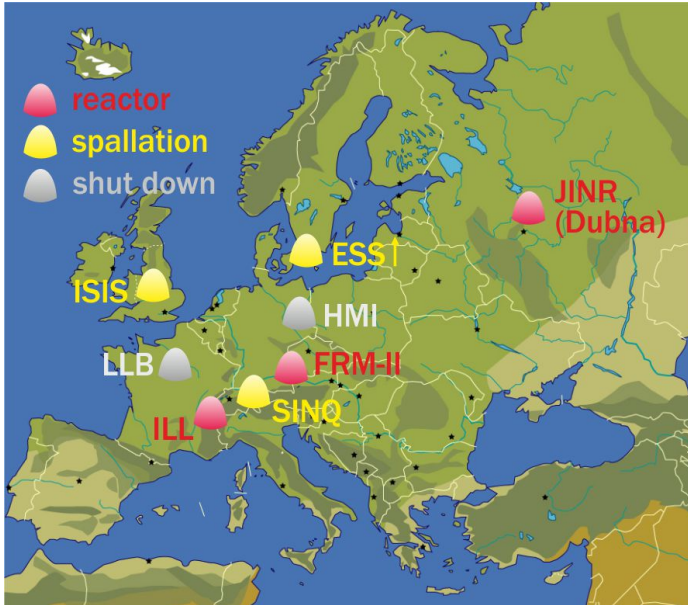 reactor
spallation
shut down
JINR
(Dubna)
ESS↑
ISIS
HMI
LLB
FRM-II
SINQ
ILL